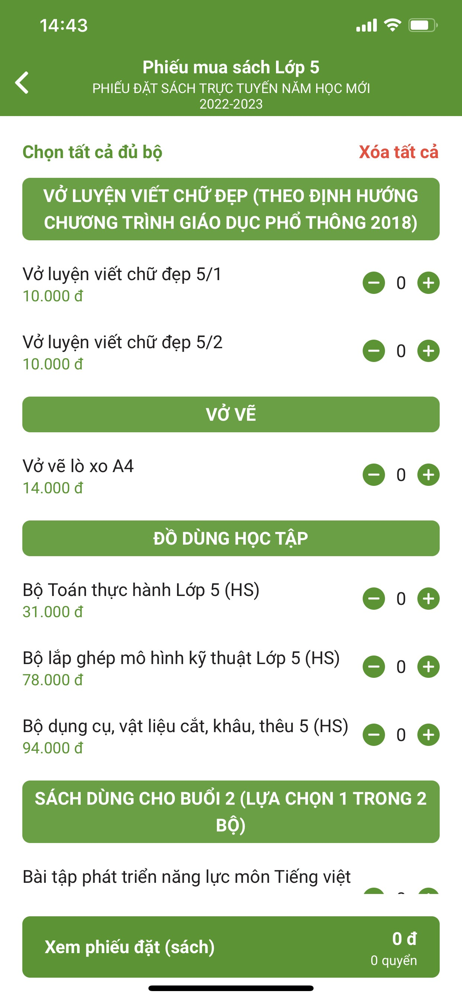 14:43
Phiếu mua sách Lớp 5
PHIẾU ĐẶT SÁCH TRỰC TUYẾN NĂM HỌC MỚI
2022-2023
Chọn tất cả đủ bộ
Xóa tất cả
VỞ LUYỆN VIẾT CHỮ ĐẸP (THEO ĐỊNH HƯỚNG
CHƯƠNG TRÌNH GIÁO DỤC PHỔ THÔNG 2018)
Vở luyện viết chữ đẹp 5/1
10.000 đ
0
Vở luyện viết chữ đẹp 5/2
10.000 đ
0
VỞ VẼ
Vở vẽ lò xo A4
14.000 đ
0
ĐỒ DÙNG HỌC TẬP
Bộ Toán thực hành Lớp 5 (HS)
31.000 đ
0
Bộ lắp ghép mô hình kỹ thuật Lớp 5 (HS)
78.000 đ
0
Bộ dụng cụ, vật liệu cắt, khâu, thêu 5 (HS)
94.000 đ
0
SÁCH DÙNG CHO BUỔI 2 (LỰA CHỌN 1 TRONG 2
BỘ)
Bài tập phát triển năng lực môn Tiếng việt
Xem phiếu đặt (sách)
0 đ
0 quyển